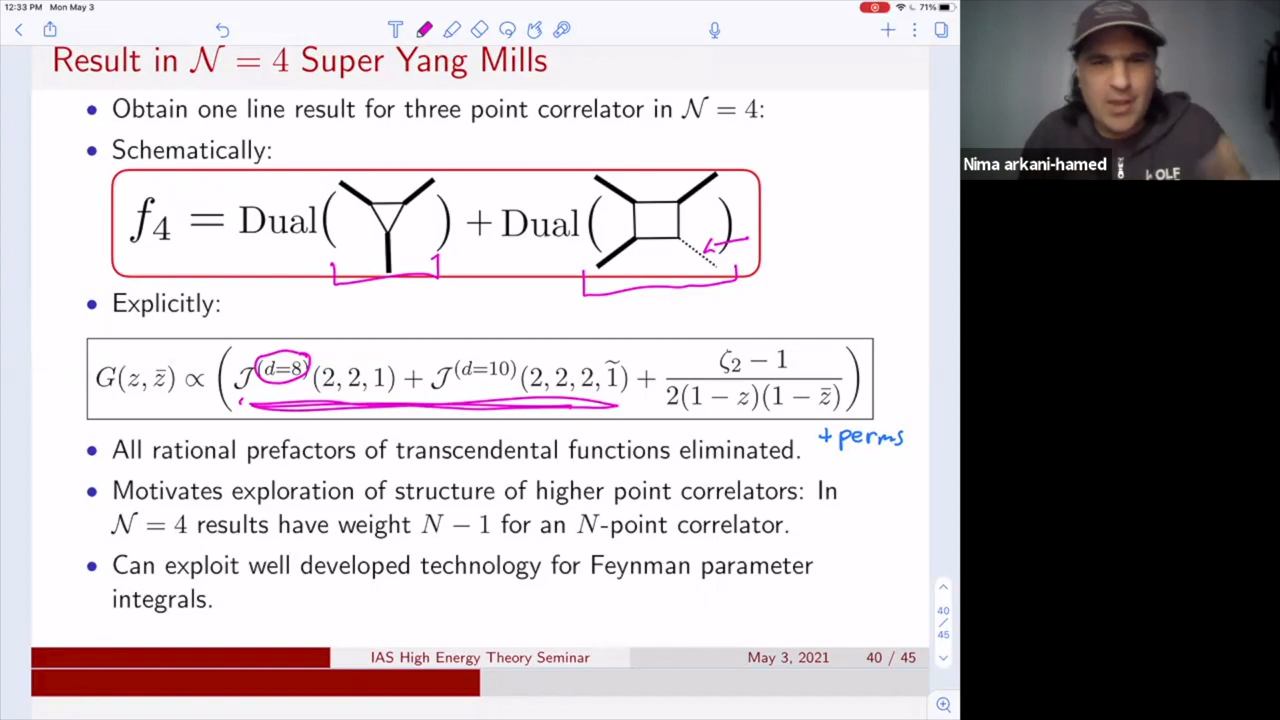 12:33 PM Mon May 3
71%
Result in 𝒩 = 4 Super Yang Mills
• Obtain one line result for three point correlator in 𝒩 = 4:
• Schematically:
f₄ = Dual( ) + Dual( )
• Explicitly:
G(z, z̄) ∝ (𝒥^(d=8)(2, 2, 1) + 𝒥^(d=10)(2, 2, 2, 1̃) + (ζ₂ − 1)/(2(1 − z)(1 − z̄)))
+ perms
• All rational prefactors of transcendental functions eliminated.
• Motivates exploration of structure of higher point correlators: In
𝒩 = 4 results have weight N − 1 for an N-point correlator.
• Can exploit well developed technology for Feynman parameter
integrals.
IAS High Energy Theory Seminar
May 3, 2021
40 / 45
40
/
45
Nima arkani-hamed